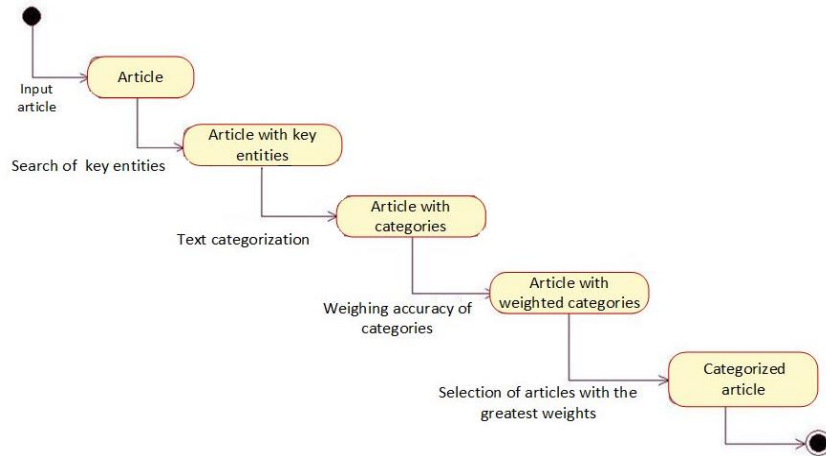 Article
Input
article
Article with key
entities
Search of key entities
Article with
categories
Text categorization
Article with
weighted categories
Weighing accuracy of
categories
Categorized
article
Selection of articles with the
greatest weights